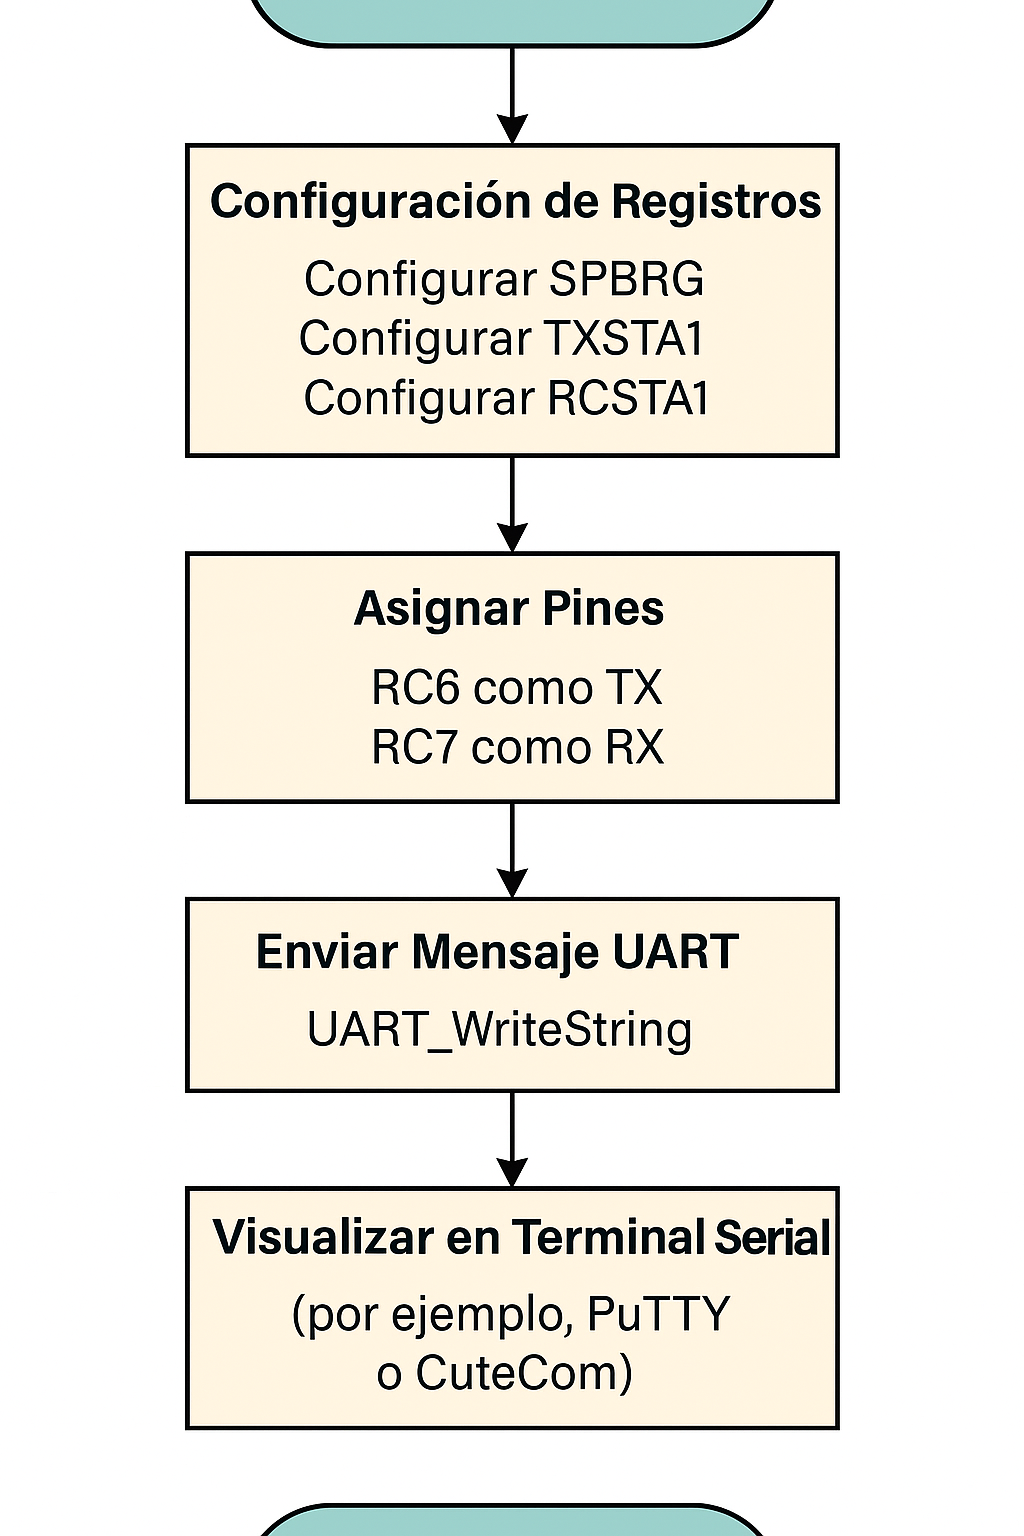 Configuración de Registros
Configurar SPBRG
Configurar TXSTA1
Configurar RCSTA1
Asignar Pines
RC6 como TX
RC7 como RX
Enviar Mensaje UART
UART_WriteString
Visualizar en Terminal Serial
(por ejemplo, PuTTY
o CuteCom)